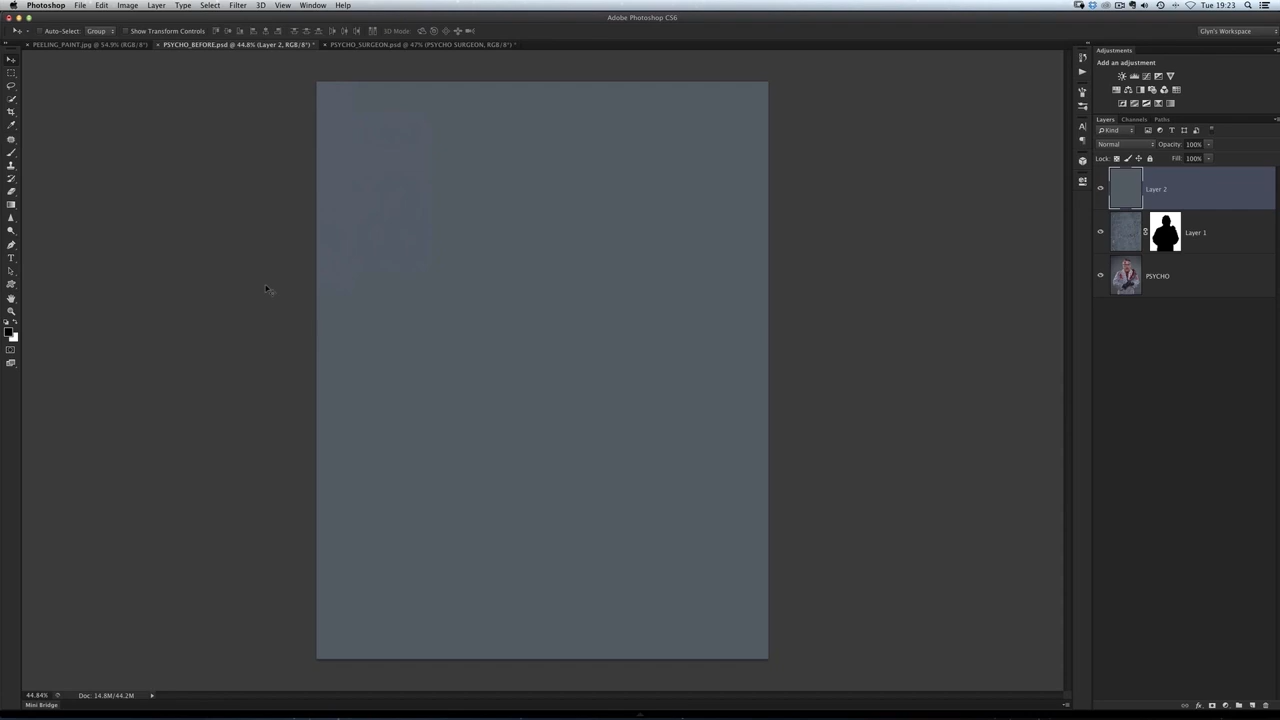 Photoshop File Edit Image Layer Type Select Filter 3D View Window Help Tue 19:23
Adobe Photoshop CS6
Auto-Select: Group Show Transform Controls 3D Mode: Glyn's Workspace
PEELING_PAINT.jpg @ 54.9% (RGB/8*) PSYCHO_BEFORE.psd @ 44.8% (Layer 2, RGB/8*) * PSYCHO_SURGEON.psd @ 47% (PSYCHO SURGEON, RGB/8*) *
Adjustments
Add an adjustment
Layers Channels Paths
Kind
Normal Opacity: 100%
Lock: Fill: 100%
Layer 2
Layer 1
PSYCHO
44.84% Doc: 14.8M/44.2M
Mini Bridge